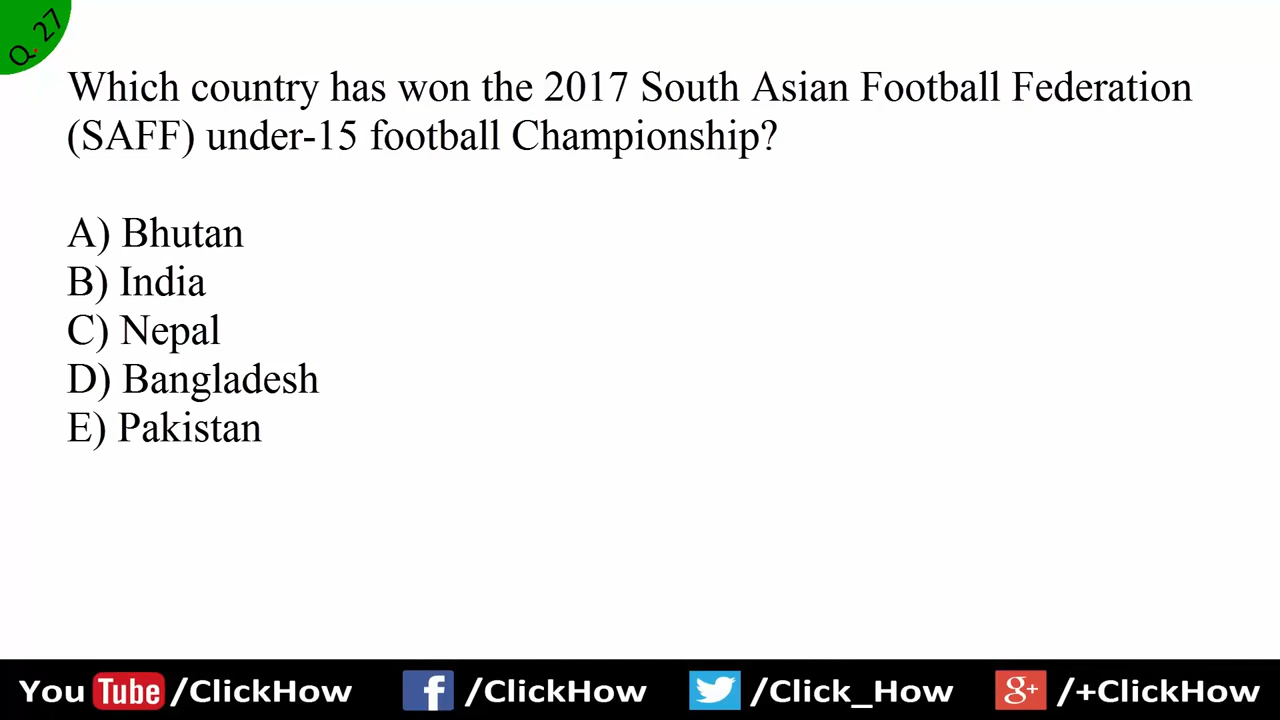 Q. 27
Which country has won the 2017 South Asian Football Federation
(SAFF) under-15 football Championship?
A) Bhutan
B) India
C) Nepal
D) Bangladesh
E) Pakistan
You Tube /ClickHow f /ClickHow /Click_How g+ /+ClickHow